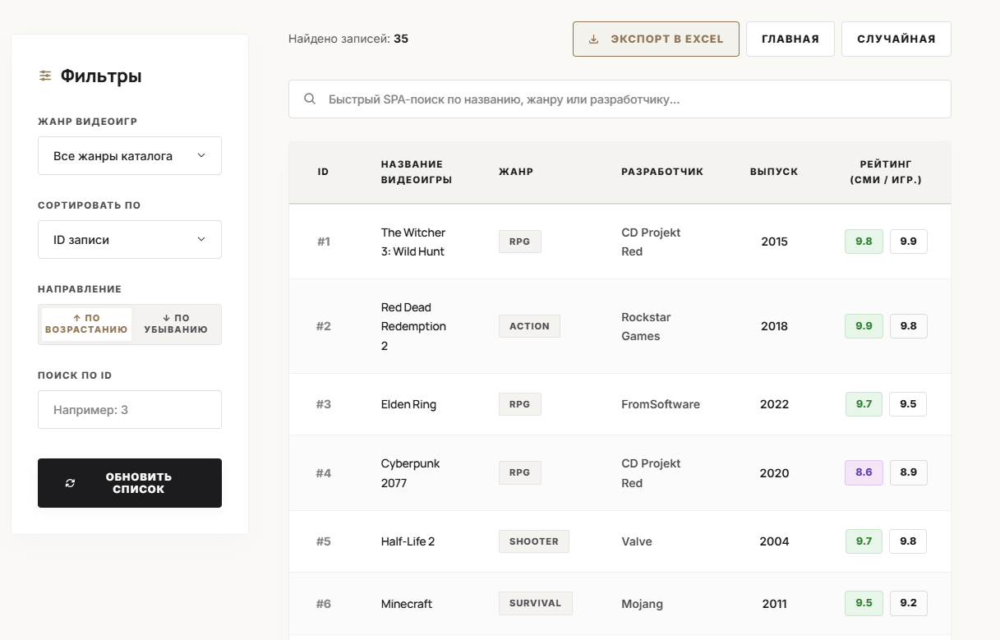 Фильтры
ЖАНР ВИДЕОИГР
Все жанры каталога
СОРТИРОВАТЬ ПО
ID записи
НАПРАВЛЕНИЕ
↑ ПО
ВОЗРАСТАНИЮ
↓ ПО
УБЫВАНИЮ
ПОИСК ПО ID
Например: 3
ОБНОВИТЬ
СПИСОК
Найдено записей: 35
ЭКСПОРТ В EXCEL
ГЛАВНАЯ
СЛУЧАЙНАЯ
Быстрый SPA-поиск по названию, жанру или разработчику...
ID
НАЗВАНИЕ
ВИДЕОИГРЫ
ЖАНР
РАЗРАБОТЧИК
ВЫПУСК
РЕЙТИНГ
(СМИ / ИГР.)
#1
The Witcher
3: Wild Hunt
RPG
CD Projekt
Red
2015
9.8
9.9
#2
Red Dead
Redemption
2
ACTION
Rockstar
Games
2018
9.9
9.8
#3
Elden Ring
RPG
FromSoftware
2022
9.7
9.5
#4
Cyberpunk
2077
RPG
CD Projekt
Red
2020
8.6
8.9
#5
Half-Life 2
SHOOTER
Valve
2004
9.7
9.8
#6
Minecraft
SURVIVAL
Mojang
2011
9.5
9.2